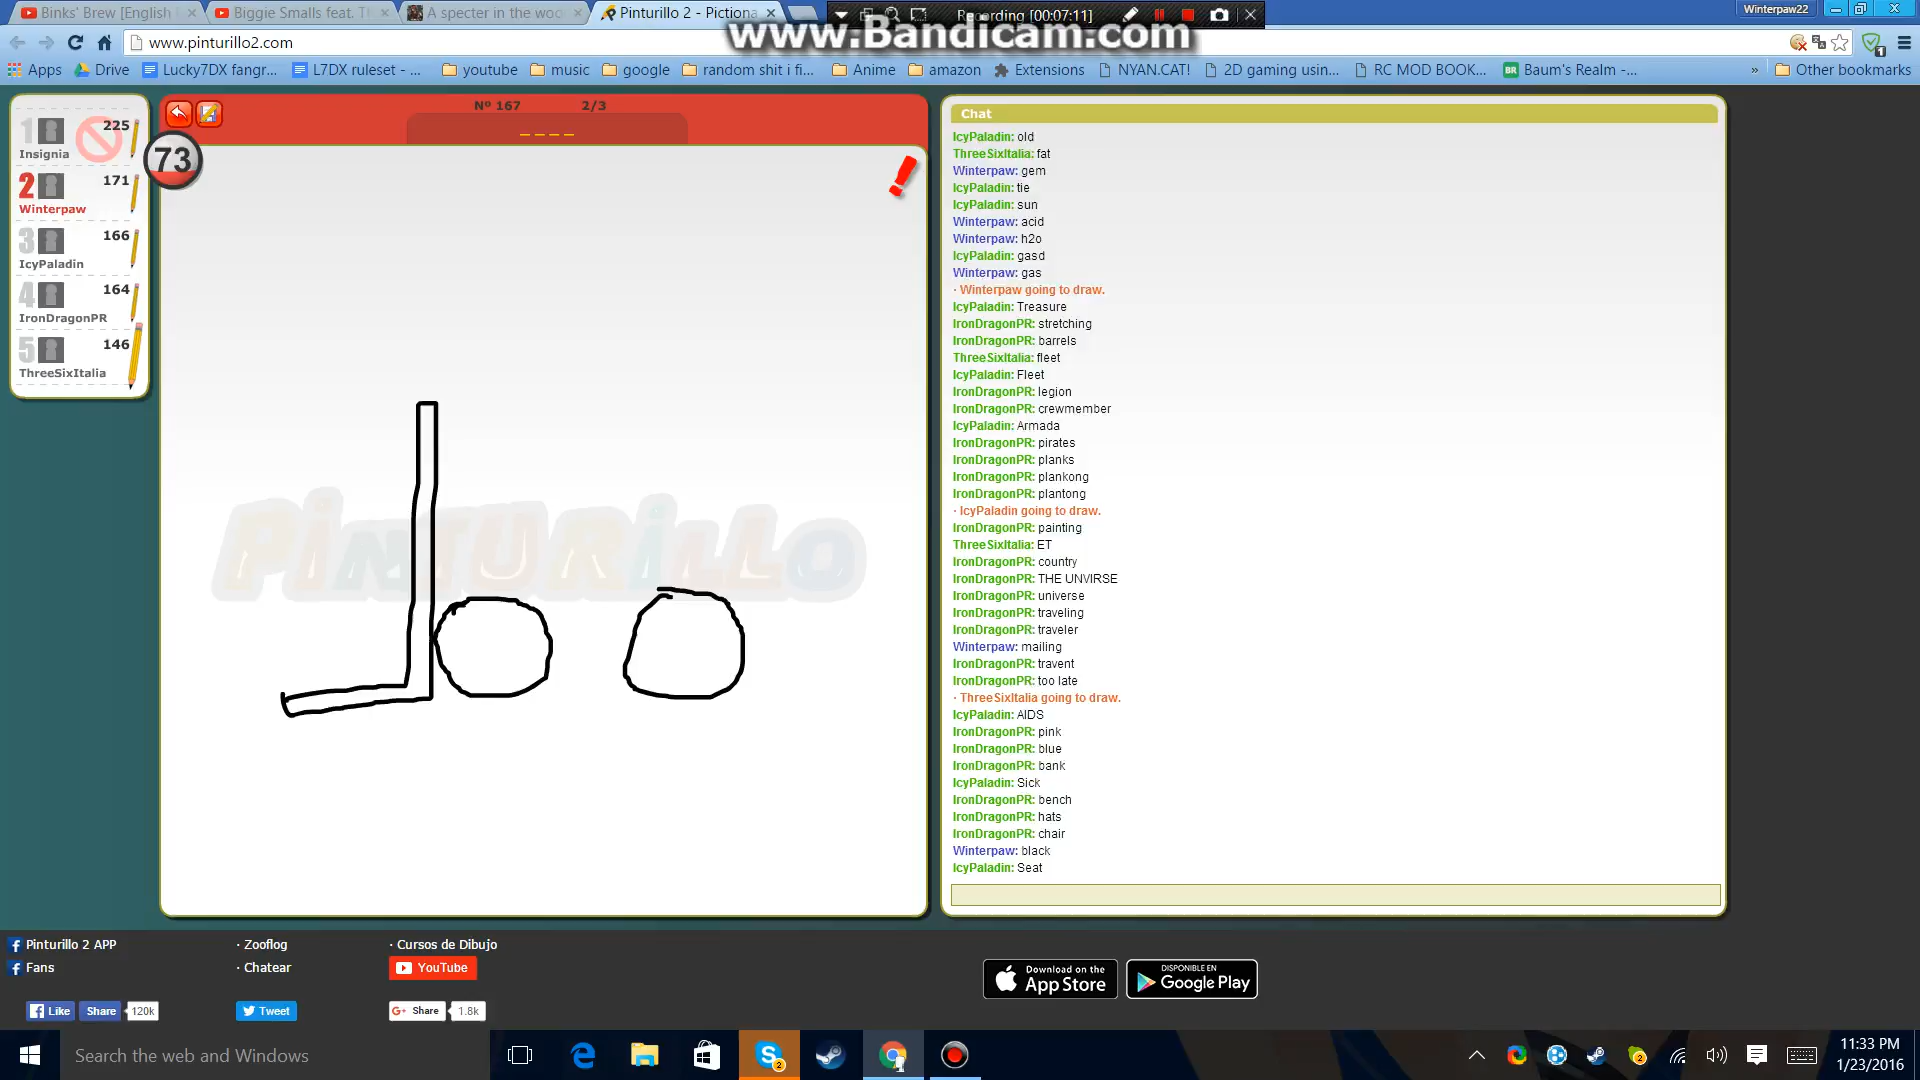 Binks' Brew [English
Biggie Smalls feat. Th
A specter in the woo
Pinturillo 2 - Pictiona
Recording [00:07:11]
Winterpaw22
www.Bandicam.com
www.pinturillo2.com
Apps
Drive
Lucky7DX fangr...
L7DX ruleset - ...
youtube
music
google
random shit i fi...
Anime
amazon
Extensions
NYAN.CAT!
2D gaming usin...
RC MOD BOOK...
BR Baum's Realm -...
»
Other bookmarks
1 225
Insignia
2 171
Winterpaw
3 166
IcyPaladin
4 164
IronDragonPR
5 146
ThreeSixItalia
73
Nº 167 2/3
_ _ _ _
PINTURILLO
Chat
IcyPaladin: old
ThreeSixItalia: fat
Winterpaw: gem
IcyPaladin: tie
IcyPaladin: sun
Winterpaw: acid
Winterpaw: h2o
IcyPaladin: gasd
Winterpaw: gas
· Winterpaw going to draw.
IcyPaladin: Treasure
IronDragonPR: stretching
IronDragonPR: barrels
ThreeSixItalia: fleet
IcyPaladin: Fleet
IronDragonPR: legion
IronDragonPR: crewmember
IcyPaladin: Armada
IronDragonPR: pirates
IronDragonPR: planks
IronDragonPR: plankong
IronDragonPR: plantong
· IcyPaladin going to draw.
IronDragonPR: painting
ThreeSixItalia: ET
IronDragonPR: country
IronDragonPR: THE UNVIRSE
IronDragonPR: universe
IronDragonPR: traveling
IronDragonPR: traveler
Winterpaw: mailing
IronDragonPR: travent
IronDragonPR: too late
· ThreeSixItalia going to draw.
IcyPaladin: AIDS
IronDragonPR: pink
IronDragonPR: blue
IronDragonPR: bank
IcyPaladin: Sick
IronDragonPR: bench
IronDragonPR: hats
IronDragonPR: chair
Winterpaw: black
IcyPaladin: Seat
Pinturillo 2 APP
Fans
· Zooflog
· Chatear
· Cursos de Dibujo
YouTube
Like Share 120k
Tweet
G+ Share 1.8k
Download on the
App Store
DISPONIBLE EN
Google Play
Search the web and Windows
11:33 PM
1/23/2016